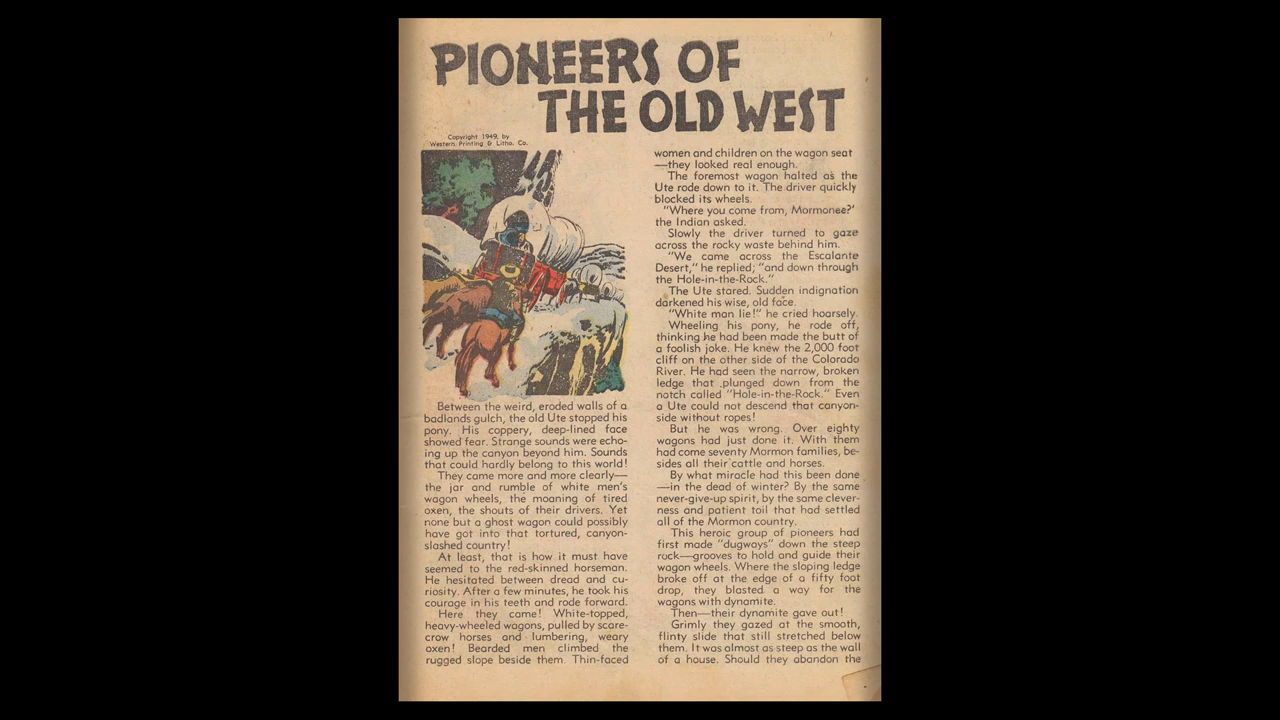 PIONEERS OF
THE OLD WEST
Copyright 1949, by
Western Printing & Litho. Co.
Between the weird, eroded walls of a
badlands gulch, the old Ute stopped his
pony. His coppery, deep-lined face
showed fear. Strange sounds were echo-
ing up the canyon beyond him. Sounds
that could hardly belong to this world!
They came more and more clearly—
the jar and rumble of white men's
wagon wheels, the moaning of tired
oxen, the shouts of their drivers. Yet
none but a ghost wagon could possibly
have got into that tortured, canyon-
slashed country!
At least, that is how it must have
seemed to the red-skinned horseman.
He hesitated between dread and cu-
riosity. After a few minutes, he took his
courage in his teeth and rode forward.
Here they came! White-topped,
heavy-wheeled wagons, pulled by scare-
crow horses and lumbering, weary
oxen! Bearded men climbed the
rugged slope beside them. Thin-faced
women and children on the wagon seat
—they looked real enough.
The foremost wagon halted as the
Ute rode down to it. The driver quickly
blocked its wheels.
"Where you come from, Mormonee?'
the Indian asked.
Slowly the driver turned to gaze
across the rocky waste behind him.
"We came across the Escalante
Desert," he replied; "and down through
the Hole-in-the-Rock."
The Ute stared. Sudden indignation
darkened his wise, old face.
"White man lie!" he cried hoarsely.
Wheeling his pony, he rode off,
thinking he had been made the butt of
a foolish joke. He knew the 2,000 foot
cliff on the other side of the Colorado
River. He had seen the narrow, broken
ledge that plunged down from the
notch called "Hole-in-the-Rock." Even
a Ute could not descend that canyon-
side without ropes!
But he was wrong. Over eighty
wagons had just done it. With them
had come seventy Mormon families, be-
sides all their cattle and horses.
By what miracle had this been done
—in the dead of winter? By the same
never-give-up spirit, by the same clever-
ness and patient toil that had settled
all of the Mormon country.
This heroic group of pioneers had
first made "dugways" down the steep
rock—grooves to hold and guide their
wagon wheels. Where the sloping ledge
broke off at the edge of a fifty foot
drop, they blasted a way for the
wagons with dynamite.
Then—their dynamite gave out!
Grimly they gazed at the smooth,
flinty slide that still stretched below
them. It was almost as steep as the wall
of a house. Should they abandon the